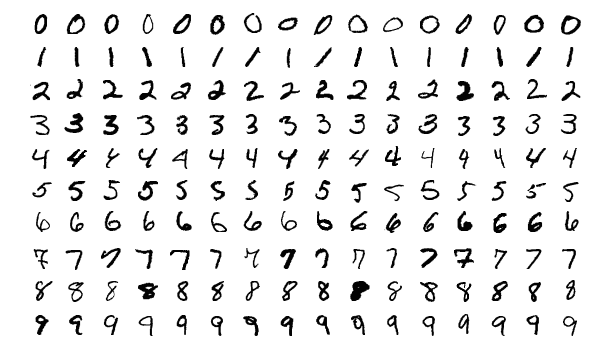 0 0 0 0 0 0 0 0 0 0 0 0 0 0 0 0
1 1 1 1 1 1 1 1 1 1 1 1 1 1 1 1
2 2 2 2 2 2 2 2 2 2 2 2 2 2 2 2
3 3 3 3 3 3 3 3 3 3 3 3 3 3 3 3
4 4 4 4 4 4 4 4 4 4 4 4 4 4 4 4
5 5 5 5 5 5 5 5 5 5 5 5 5 5 5 5
6 6 6 6 6 6 6 6 6 6 6 6 6 6 6 6
7 7 7 7 7 7 7 7 7 7 7 7 7 7 7 7
8 8 8 8 8 8 8 8 8 8 8 8 8 8 8 8
9 9 9 9 9 9 9 9 9 9 9 9 9 9 9 9